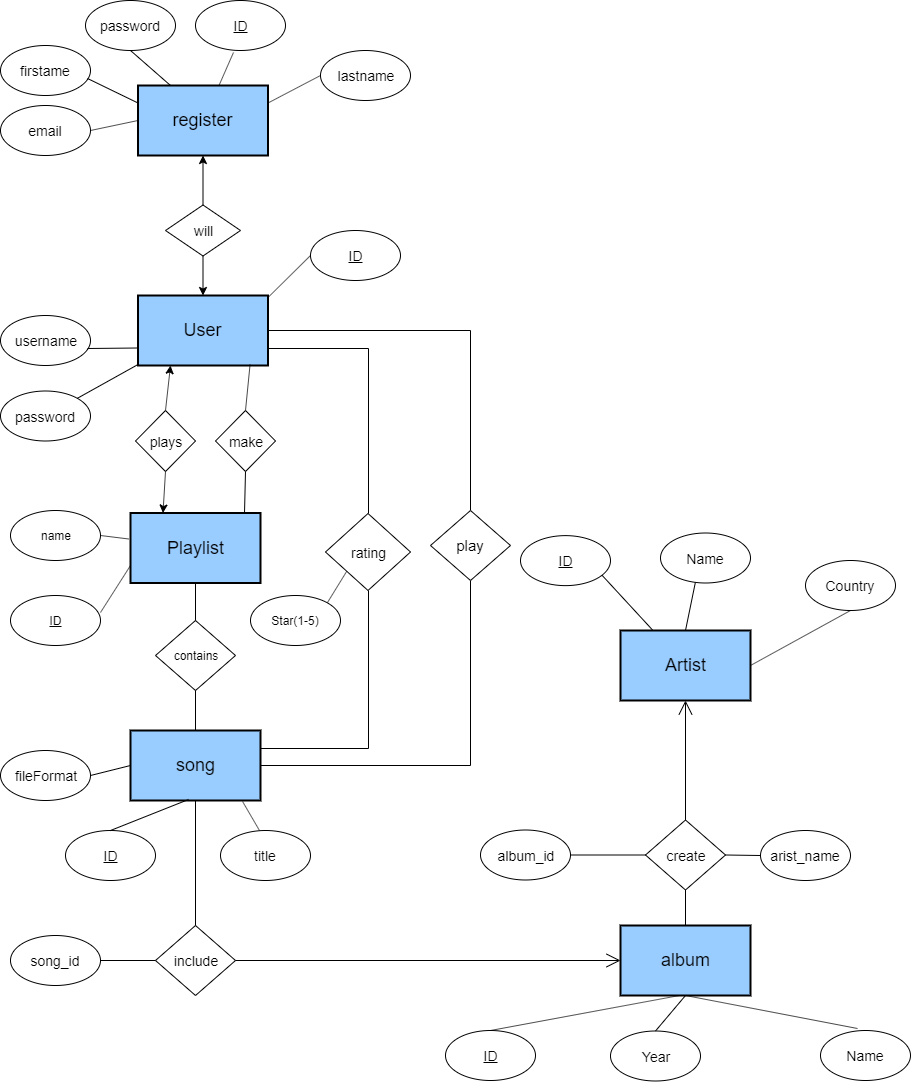 password
ID
firstame
lastname
register
email
will
ID
User
username
password
plays
make
name
Playlist
rating
play
ID
Name
Country
ID
Star(1-5)
contains
Artist
song
fileFormat
ID
title
album_id
create
arist_name
song_id
include
album
ID
Year
Name